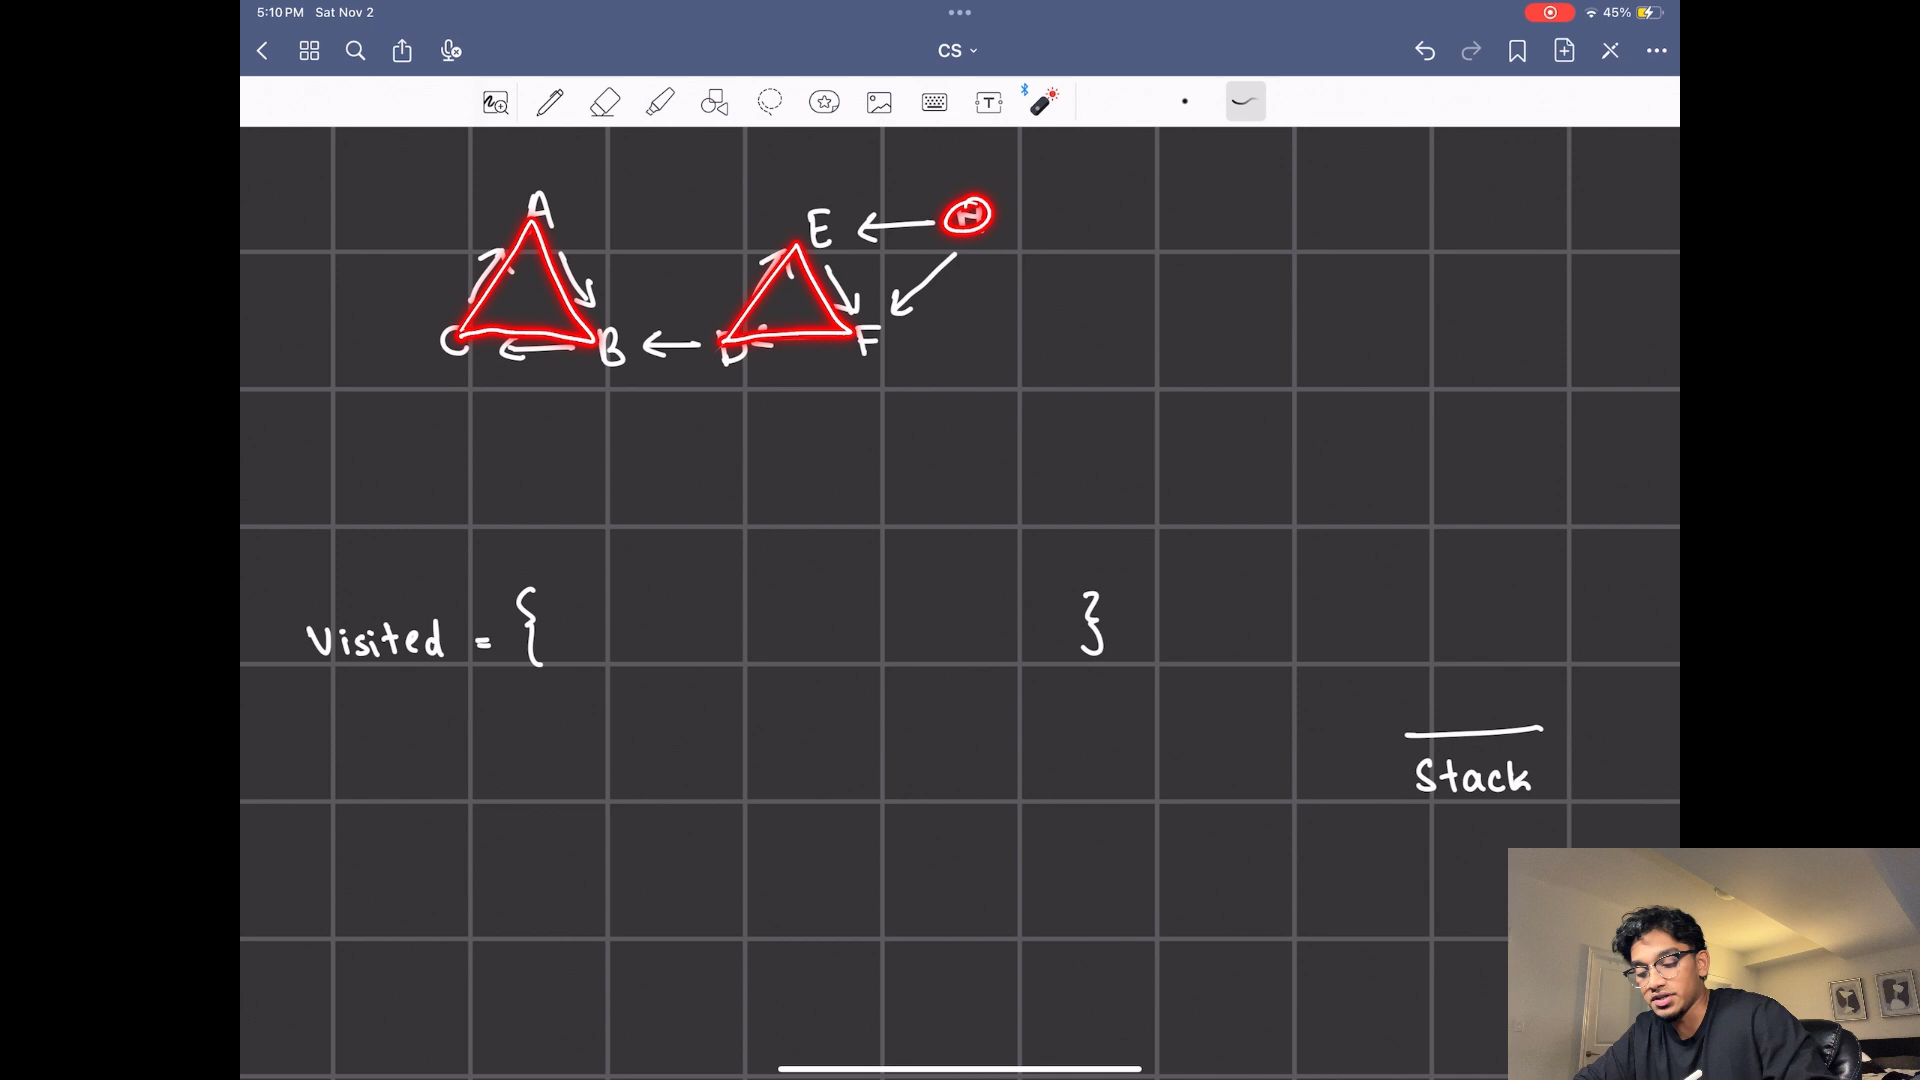 5:10 PM Sat Nov 2
45%
CS
T
A
E
C
B
D
F
Visited = { }
Stack